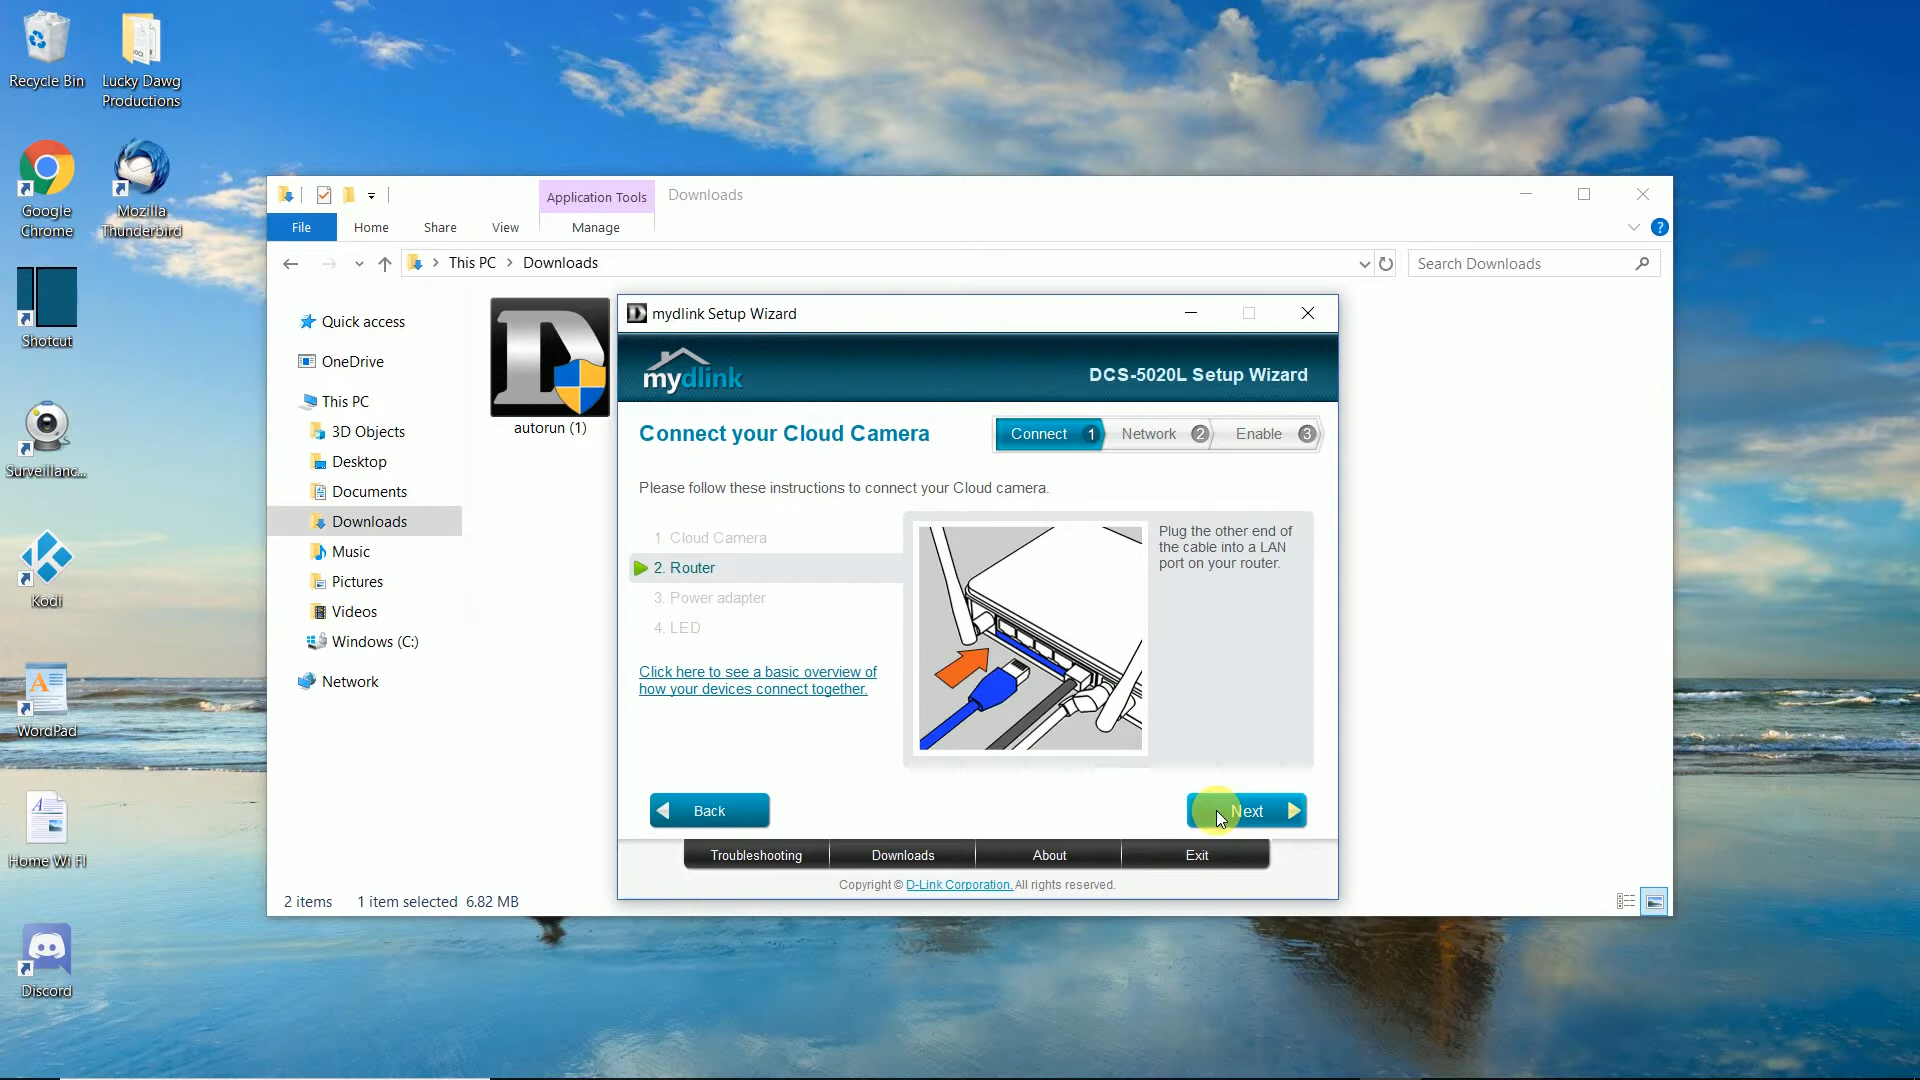 Recycle Bin
Lucky Dawg
Productions
Google
Chrome
Mozilla
Thunderbird
Shotcut
Surveillanc...
Kodi
WordPad
Home Wi FI
Discord
Application Tools
Downloads
File
Home
Share
View
Manage
This PC
Downloads
Search Downloads
Quick access
OneDrive
This PC
3D Objects
Desktop
Documents
Downloads
Music
Pictures
Videos
Windows (C:)
Network
autorun (1)
2 items 1 item selected 6.82 MB
mydlink Setup Wizard
mydlink
DCS-5020L Setup Wizard
Connect your Cloud Camera
Connect 1 Network 2 Enable 3
Please follow these instructions to connect your Cloud camera.
1. Cloud Camera
2. Router
3. Power adapter
4. LED
Click here to see a basic overview of
how your devices connect together.
Plug the other end of
the cable into a LAN
port on your router.
Back
Next
Troubleshooting
Downloads
About
Exit
Copyright © D-Link Corporation. All rights reserved.